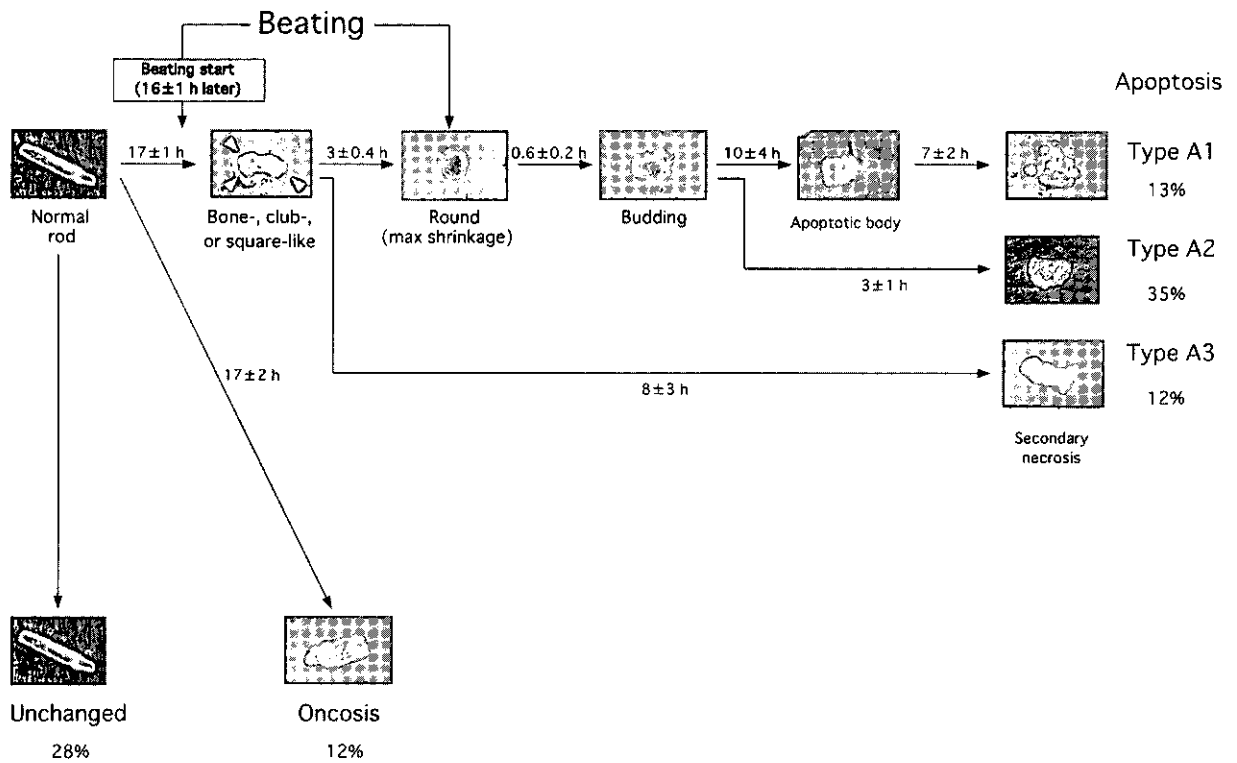 Beating
Beating start
(16±1 h later)
Apoptosis
17±1 h
3±0.4 h
0.6±0.2 h
10±4 h
7±2 h
Type A1
13%
Normal
rod
Bone-, club-,
or square-like
Round
(max shrinkage)
Budding
Apoptotic body
Type A2
3±1 h
35%
Type A3
17±2 h
8±3 h
12%
Secondary
necrosis
Unchanged
28%
Oncosis
12%